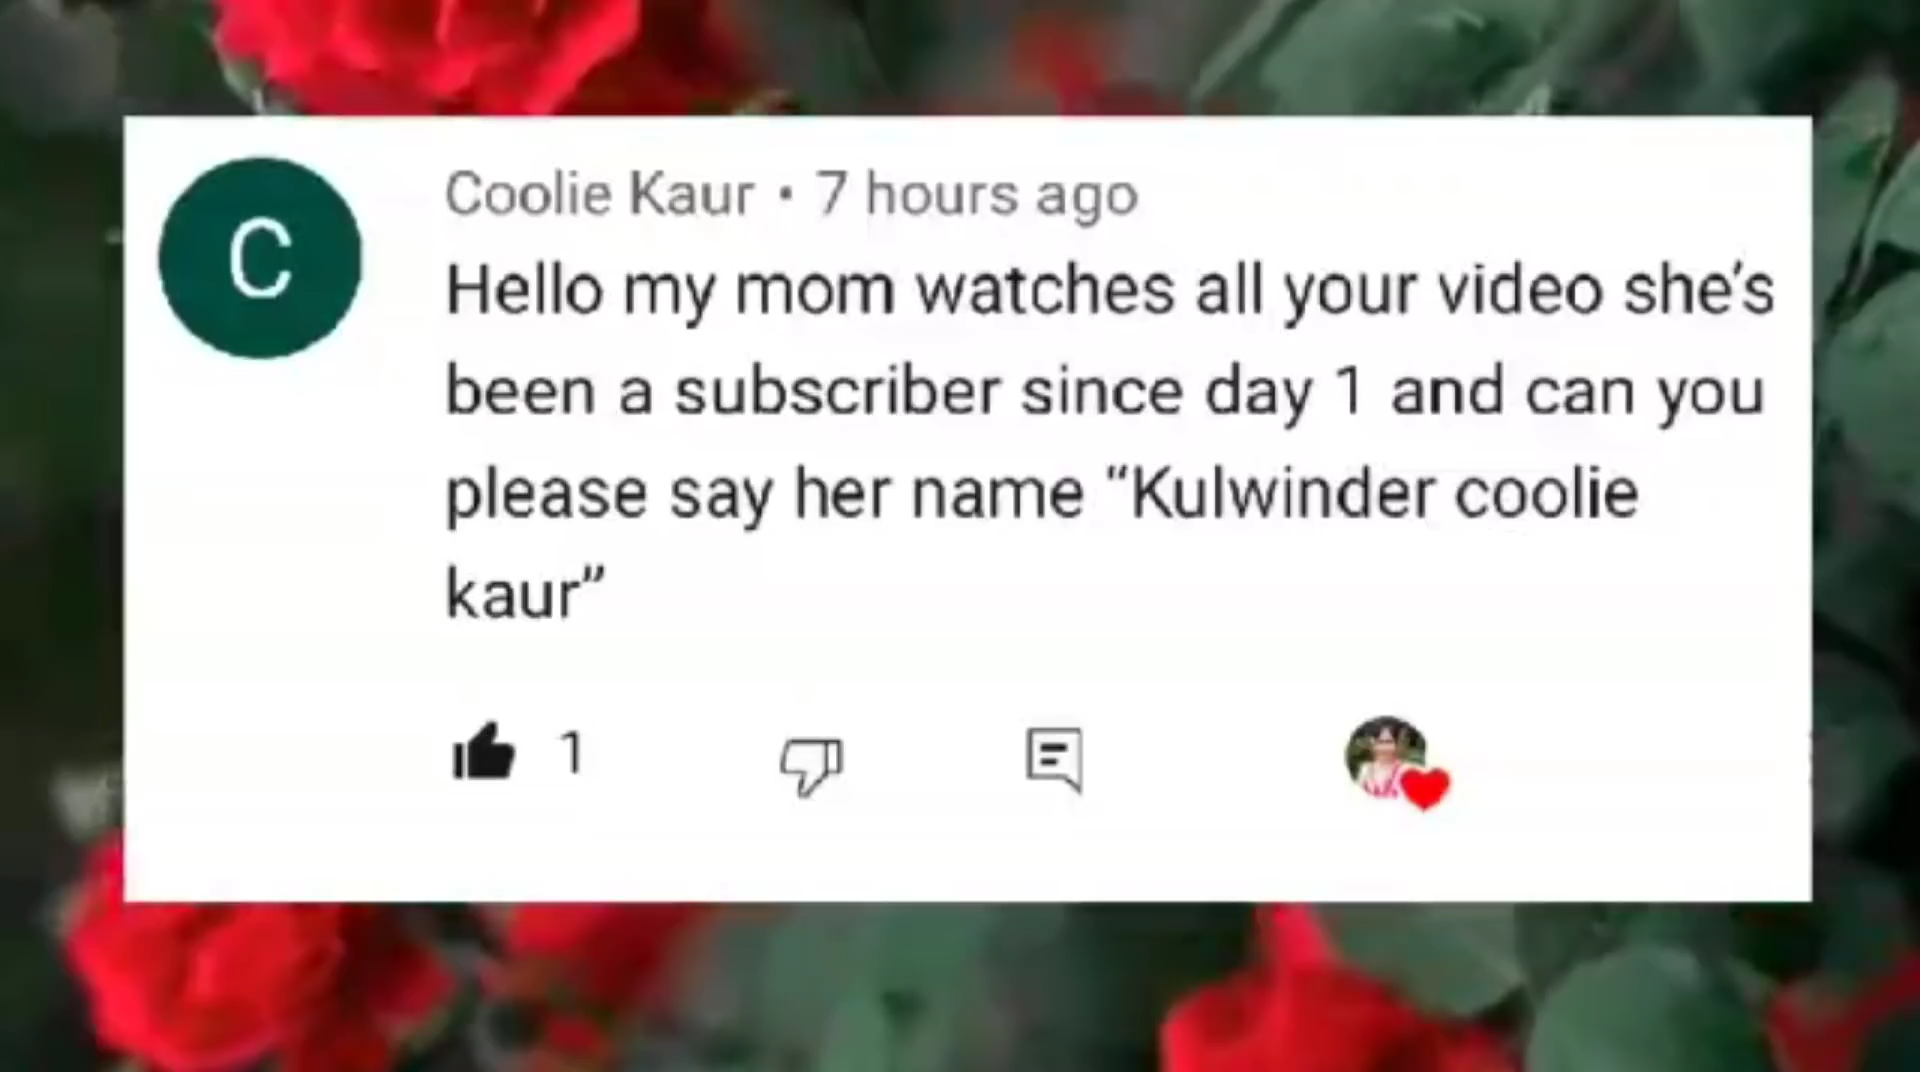 C
Coolie Kaur • 7 hours ago
Hello my mom watches all your video she's
been a subscriber since day 1 and can you
please say her name “Kulwinder coolie
kaur”
1